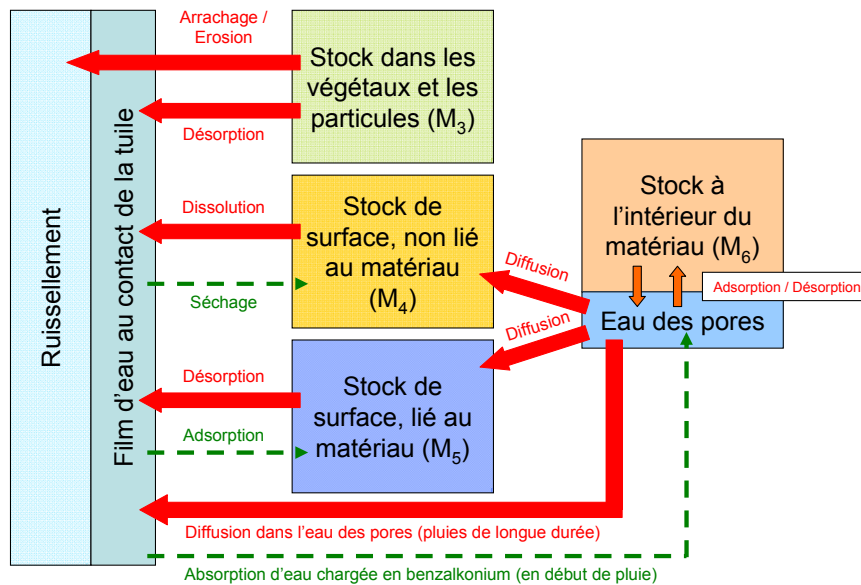 Ruissellement
Film d'eau au contact de la tuile
Arrachage /
Erosion
Désorption
Stock dans les
végétaux et les
particules (M3)
Dissolution
Séchage
Stock de
surface, non lié
au matériau
(M4)
Désorption
Adsorption
Stock de
surface, lié au
matériau (M5)
Diffusion
Diffusion
Stock à
l'intérieur du
matériau (M6)
Adsorption / Désorption
Eau des pores
Diffusion dans l'eau des pores (pluies de longue durée)
Absorption d'eau chargée en benzalkonium (en début de pluie)